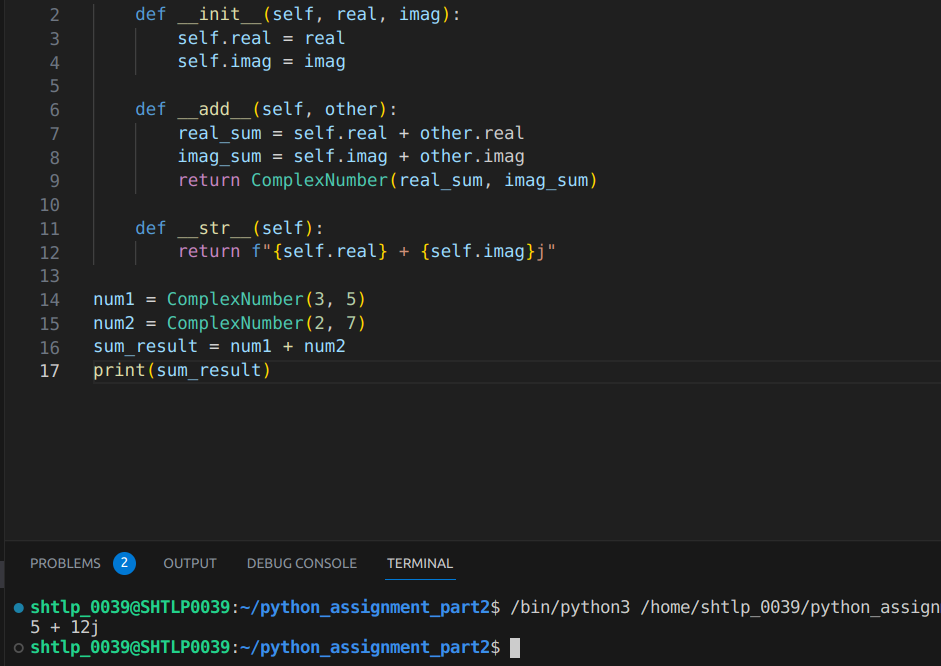 2 def __init__(self, real, imag):
3 self.real = real
4 self.imag = imag
5
6 def __add__(self, other):
7 real_sum = self.real + other.real
8 imag_sum = self.imag + other.imag
9 return ComplexNumber(real_sum, imag_sum)
10
11 def __str__(self):
12 return f"{self.real} + {self.imag}j"
13
14 num1 = ComplexNumber(3, 5)
15 num2 = ComplexNumber(2, 7)
16 sum_result = num1 + num2
17 print(sum_result)
PROBLEMS 2 OUTPUT DEBUG CONSOLE TERMINAL
shtlp_0039@SHTLP0039:~/python_assignment_part2$ /bin/python3 /home/shtlp_0039/python_assign
5 + 12j
shtlp_0039@SHTLP0039:~/python_assignment_part2$